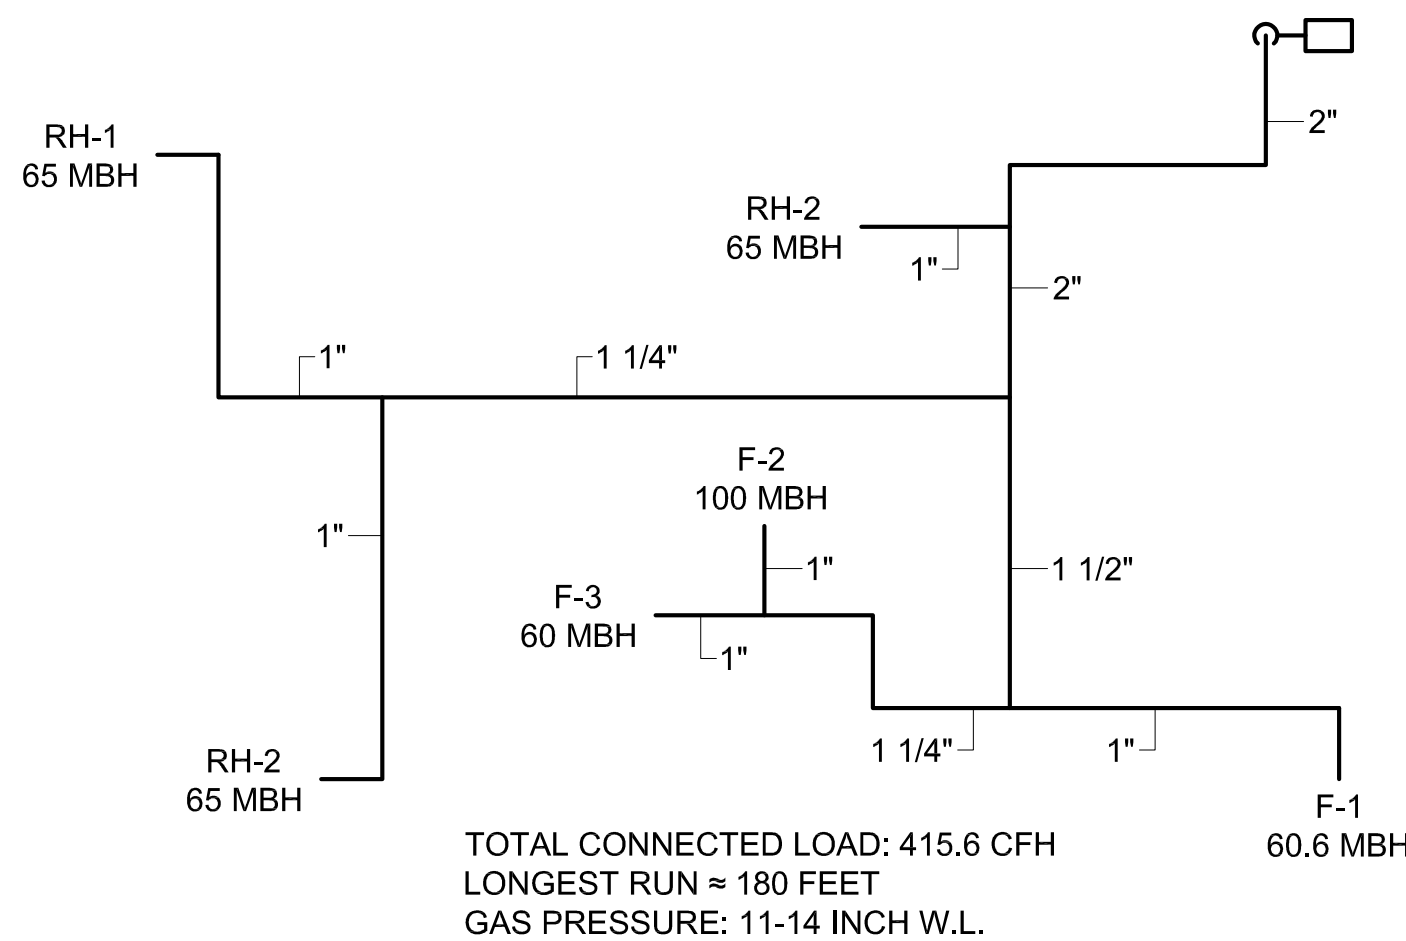 2"
RH-1
65 MBH
RH-2
65 MBH
1"
2"
1"
1 1/4"
F-2
100 MBH
1"
1"
1 1/2"
F-3
60 MBH
1"
1 1/4"
1"
RH-2
65 MBH
F-1
60.6 MBH
TOTAL CONNECTED LOAD: 415.6 CFH
LONGEST RUN ≈ 180 FEET
GAS PRESSURE: 11-14 INCH W.L.